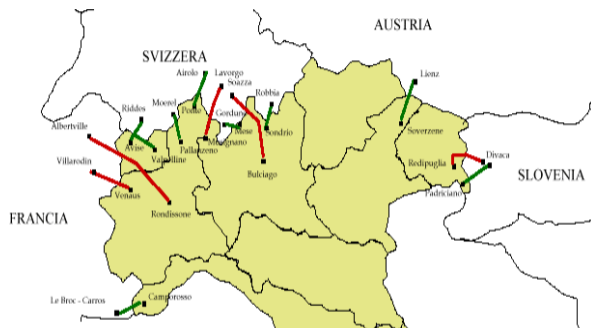 AUSTRIA
SVIZZERA
Airolo
Lavorgo
Soazza
Lienz
Robbia
Moerel
Ponte
Riddes
Gorduno
Albertville
Mese
Sondrio
Soverzene
Musignano
Avise
Valpelline
Pallanzeno
Villarodin
Redipuglia
Divaca
Bulciago
SLOVENIA
Venaus
Padriciano
Rondissone
FRANCIA
Le Broc - Carros
Camporosso